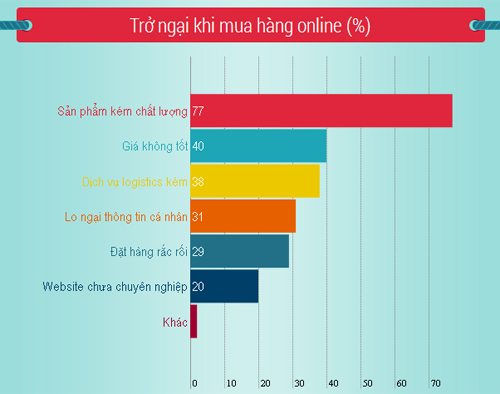 Trở ngại khi mua hàng online (%)
Sản phẩm kém chất lượng 77
Giá không tốt 40
Dịch vụ logistics kém 38
Lo ngại thông tin cá nhân 31
Đặt hàng rắc rối 29
Website chưa chuyên nghiệp 20
Khác
0 10 20 30 40 50 60 70